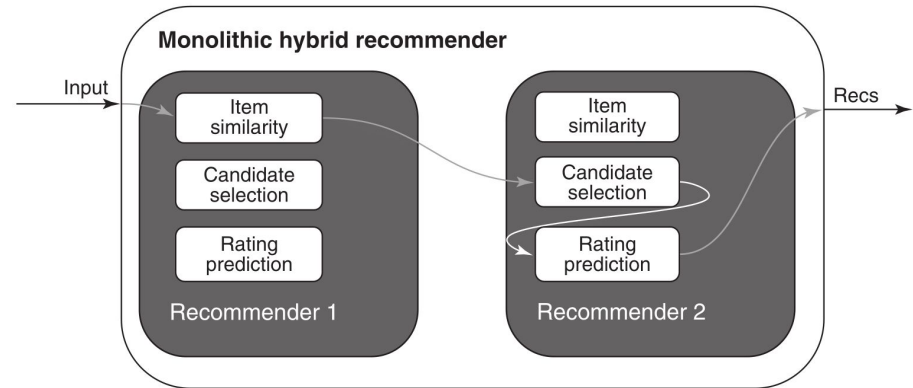 Monolithic hybrid recommender
Input
Recs
Item
similarity
Candidate
selection
Rating
prediction
Recommender 1
Item
similarity
Candidate
selection
Rating
prediction
Recommender 2